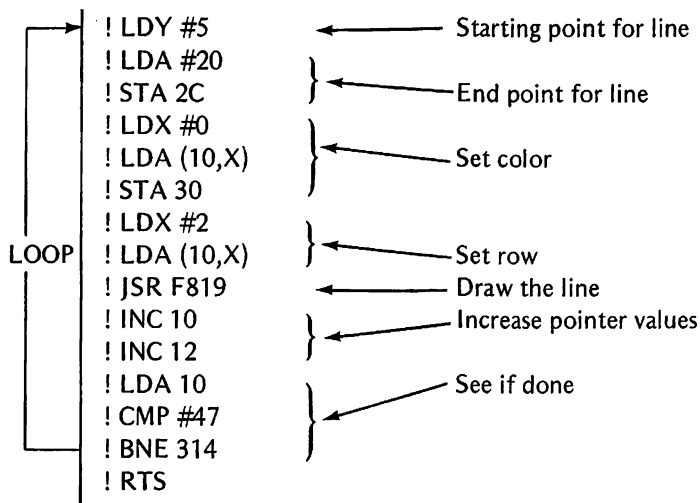 ! LDY #5 Starting point for line
! LDA #20
! STA 2C End point for line
! LDX #0
! LDA (10,X) Set color
! STA 30
! LDX #2
LOOP ! LDA (10,X) Set row
! JSR F819 Draw the line
! INC 10 Increase pointer values
! INC 12
! LDA 10 See if done
! CMP #47
! BNE 314
! RTS